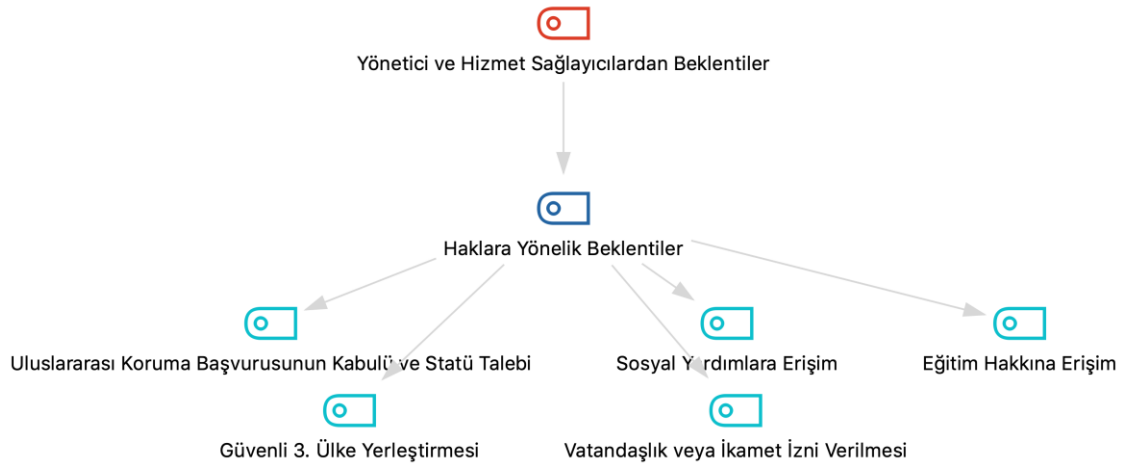 Yönetici ve Hizmet Sağlayıcılardan Beklentiler
Haklara Yönelik Beklentiler
Uluslararası Koruma Başvurusunun Kabulü ve Statü Talebi
Sosyal Yardımlara Erişim
Eğitim Hakkına Erişim
Güvenli 3. Ülke Yerleştirmesi
Vatandaşlık veya İkamet İzni Verilmesi